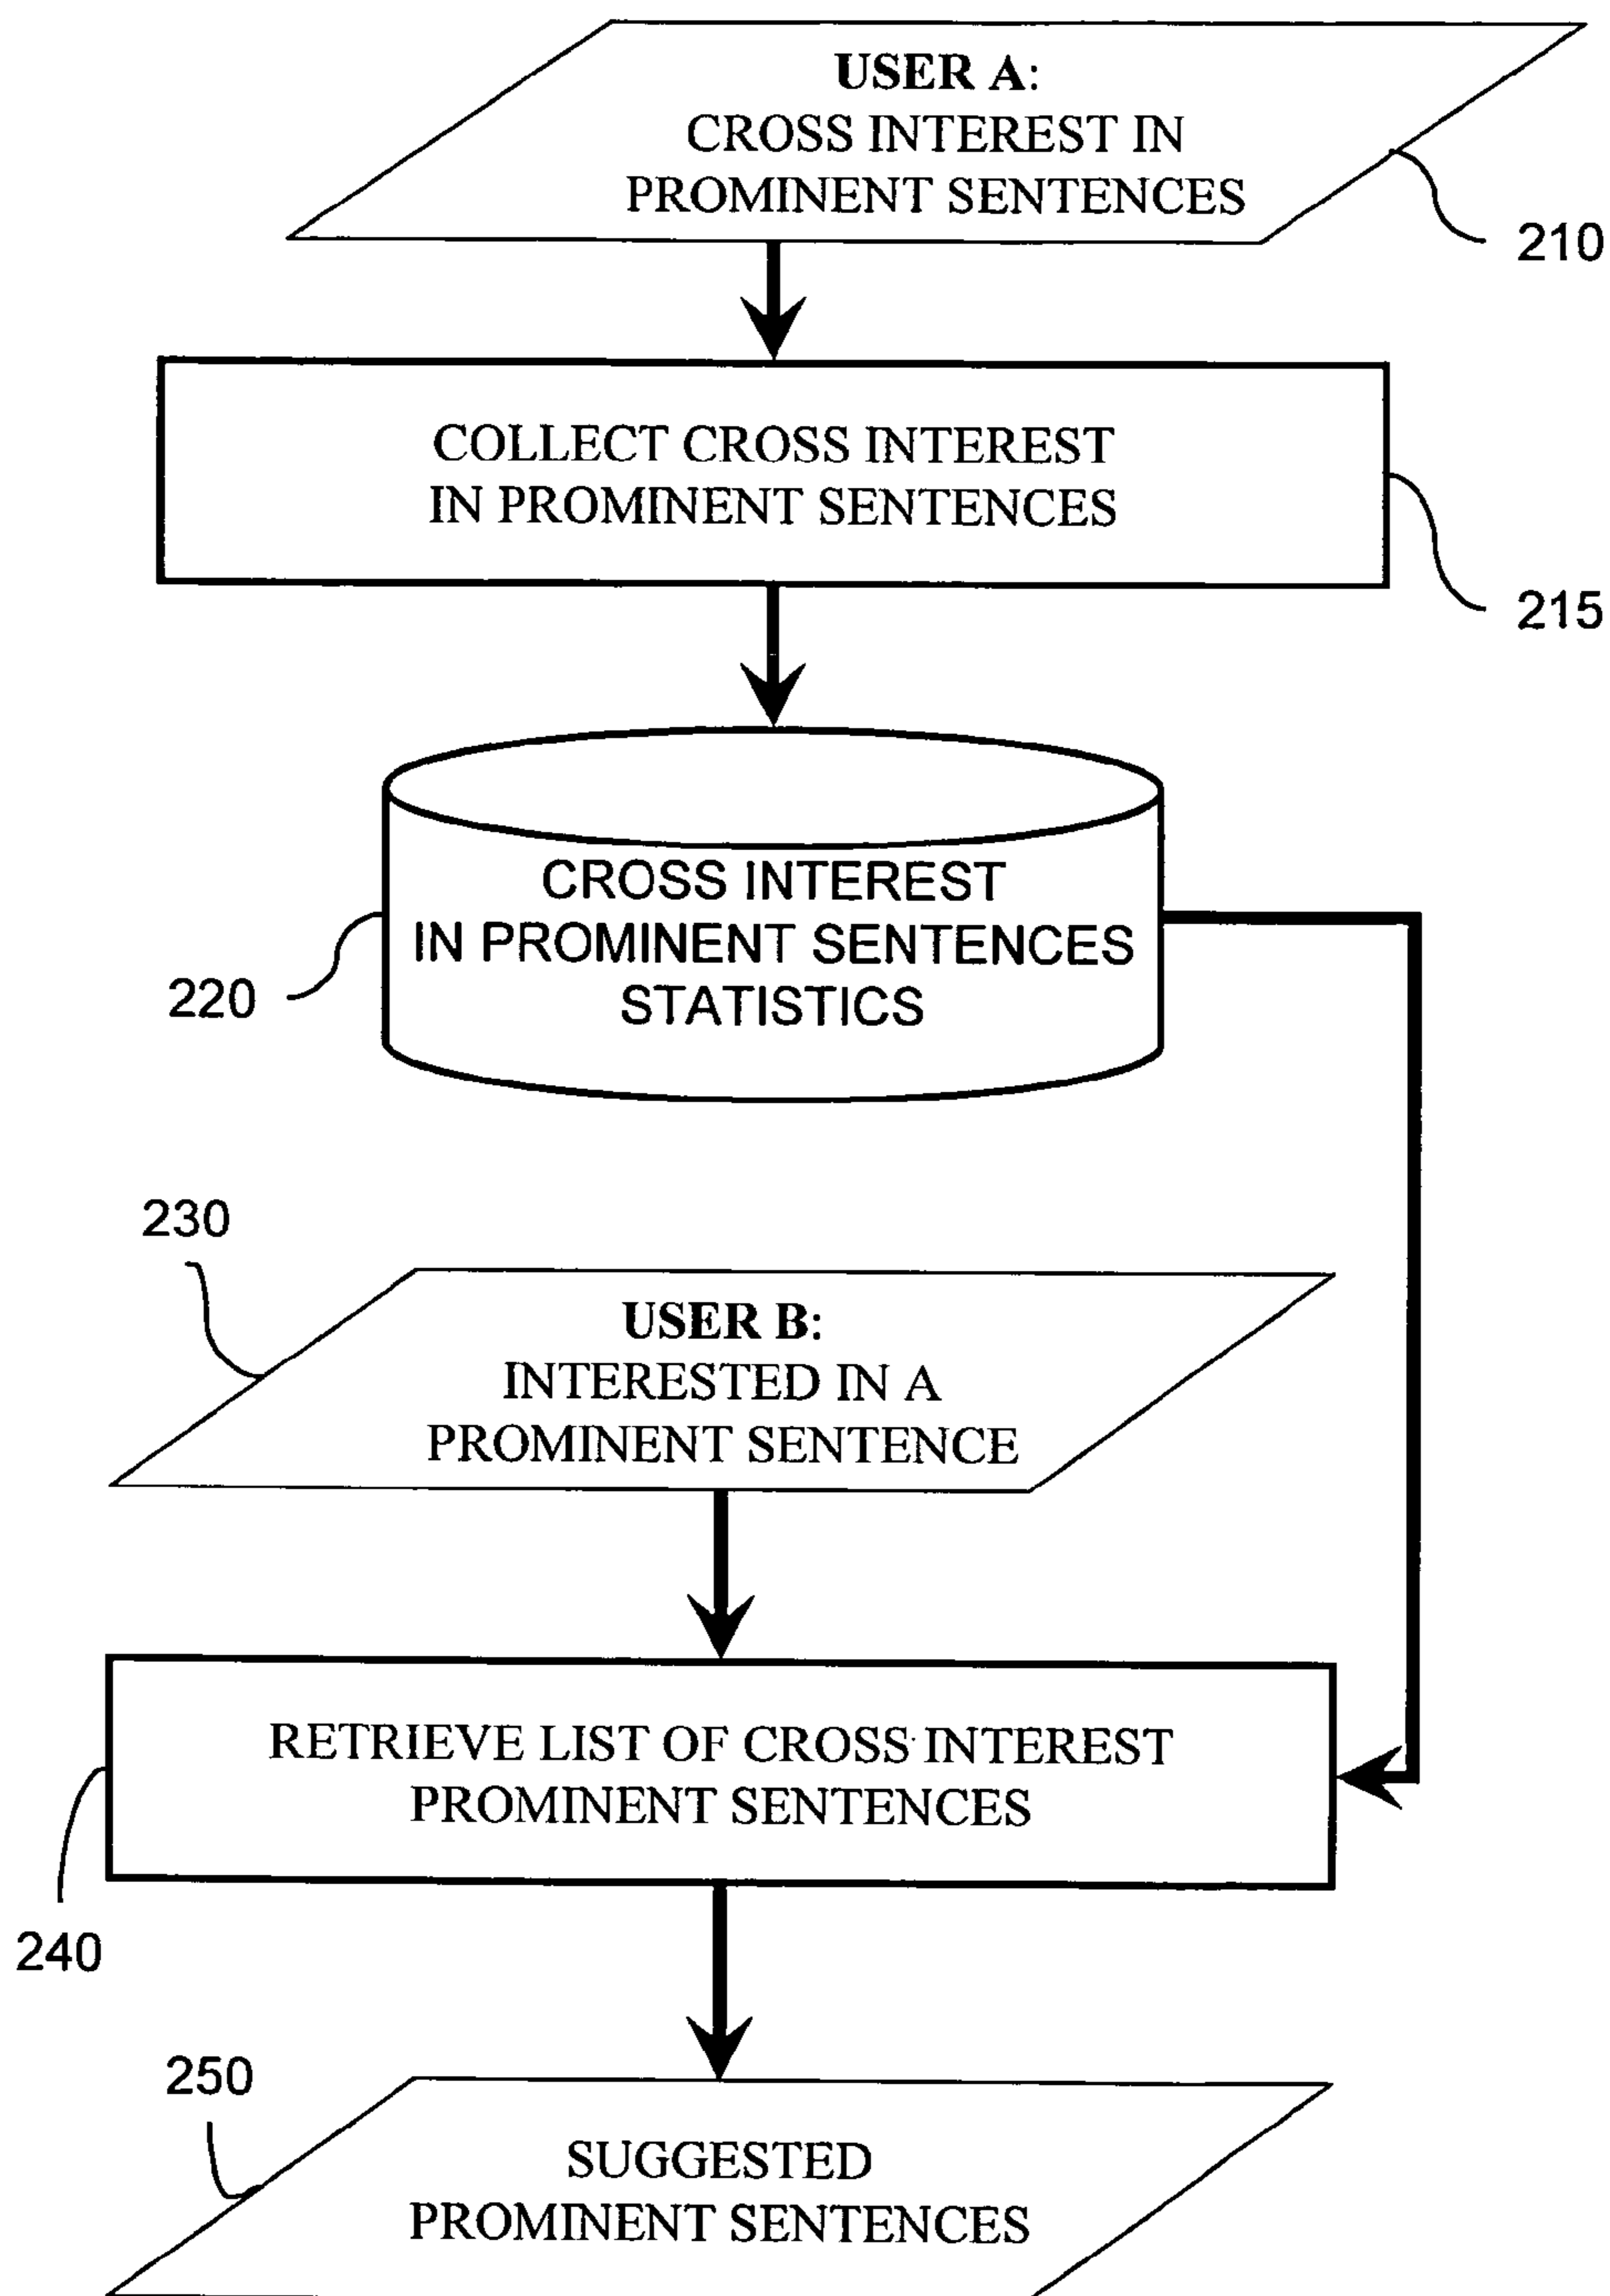 USER A:
CROSS INTEREST IN
PROMINENT SENTENCES
210
COLLECT CROSS INTEREST
IN PROMINENT SENTENCES
215
CROSS INTEREST
IN PROMINENT SENTENCES
STATISTICS
220
230
USER B:
INTERESTED IN A
PROMINENT SENTENCE
RETRIEVE LIST OF CROSS INTEREST
PROMINENT SENTENCES
240
250
SUGGESTED
PROMINENT SENTENCES